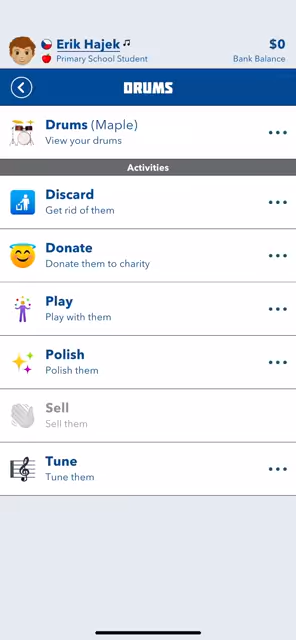 Erik Hajek
$0
Primary School Student
Bank Balance
DRUMS
Drums (Maple)
View your drums
Activities
Discard
Get rid of them
Donate
Donate them to charity
Play
Play with them
Polish
Polish them
Sell
Sell them
Tune
Tune them